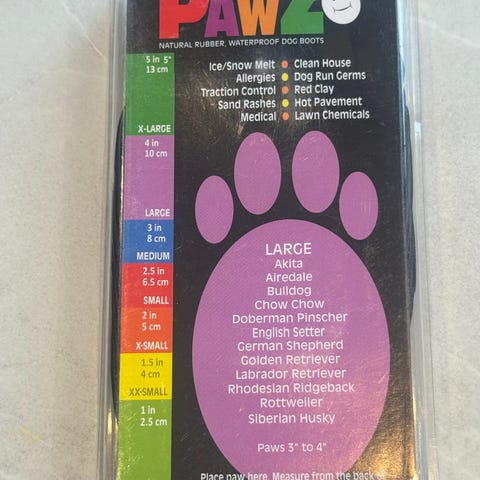 PAWZ
NATURAL RUBBER, WATERPROOF DOG BOOTS
Ice/Snow Melt Clean House
Allergies Dog Run Germs
Traction Control Red Clay
Sand Rashes Hot Pavement
Medical Lawn Chemicals
5 in 5"
13 cm
X-LARGE
4 in
10 cm
LARGE
3 in
8 cm
MEDIUM
2.5 in
6.5 cm
SMALL
2 in
5 cm
X-SMALL
1.5 in
4 cm
XX-SMALL
1 in
2.5 cm
LARGE
Akita
Airedale
Bulldog
Chow Chow
Doberman Pinscher
English Setter
German Shepherd
Golden Retriever
Labrador Retriever
Rhodesian Ridgeback
Rottweiler
Siberian Husky
Paws 3" to 4"
Place paw here. Measure from the back of